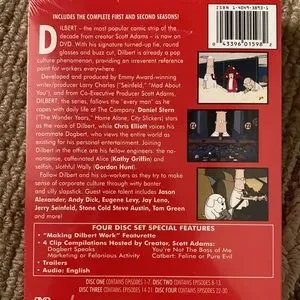 INCLUDES THE COMPLETE FIRST AND SECOND SEASONS!
ISBN 1-4049-3893-1
DILBERT – the most popular comic strip of the
decade from creator Scott Adams – is now on
DVD. With his signature turned-up tie, round
glasses and buzz cut, Dilbert is already a pop
culture phenomenon, providing an irreverent reference
point for workers everywhere.
Developed and produced by Emmy Award-winning
writer/producer Larry Charles ("Seinfeld", "Mad About
You"), and from Co-Executive Producer Scott Adams,
DILBERT, the series, follows the "every man" as he
copes with daily life at The Company. Daniel Stern
("The Wonder Years," Home Alone, City Slickers) stars
as the voice of Dilbert, while Chris Elliott voices his
roommate Dogbert, who views the entire world as
existing for his personal entertainment. Joining
Dilbert in the office are his fellow engineers: the no-
nonsense, caffeinated Alice (Kathy Griffin) and
selfish, slothful Wally (Gordon Hunt).
Follow Dilbert and his co-workers as they try to make
sense of corporate culture through witty banter
and silly slapstick. Guest voice talent includes Jason
Alexander, Andy Dick, Eugene Levy, Jay Leno,
Jerry Seinfeld, Stone Cold Steve Austin, Tom Green
and more!
0 43396 01598 2
FOUR DISC SET SPECIAL FEATURES
• "Making Dilbert Work" Featurette
• 4 Clip Compilations Hosted by Creator, Scott Adams:
Dogbert Speaks
You're Not The Boss of Me
Marketing or Felonious Activity
Catbert: Feline or Pure Evil
• Trailers
• Audio: English
DISC ONE CONTAINS EPISODES 1-7 DISC TWO CONTAINS EPISODES 8-13
DISC THREE CONTAINS EPISODES 14-21 DISC FOUR CONTAINS EPISODES 22-30
DVD